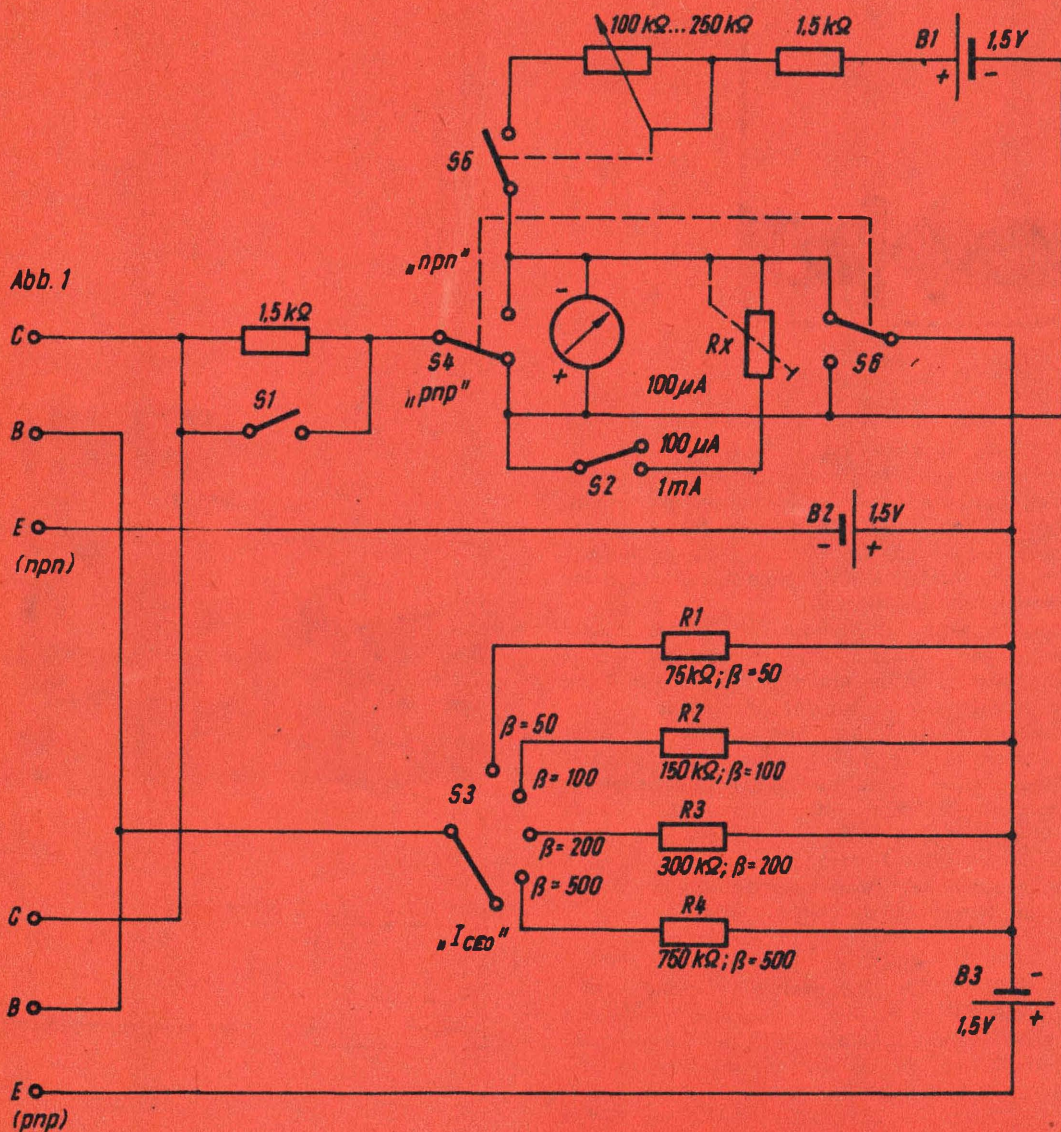 100 kΩ...250 kΩ
1,5 kΩ
B1
1,5V
+
-
S5
„npn"
Abb. 1
C
1,5 kΩ
S4
„pnp"
-
+
100 µA
Rx
S6
S1
B
100 µA
S2
1mA
E
(npn)
B2
1,5V
-
+
R1
75kΩ; β=50
β=50
R2
150kΩ; β=100
β=100
S3
R3
300kΩ; β=200
β=200
β=500
R4
750kΩ; β=500
C
„ICEO"
B
B3
-
1,5V
+
E
(pnp)